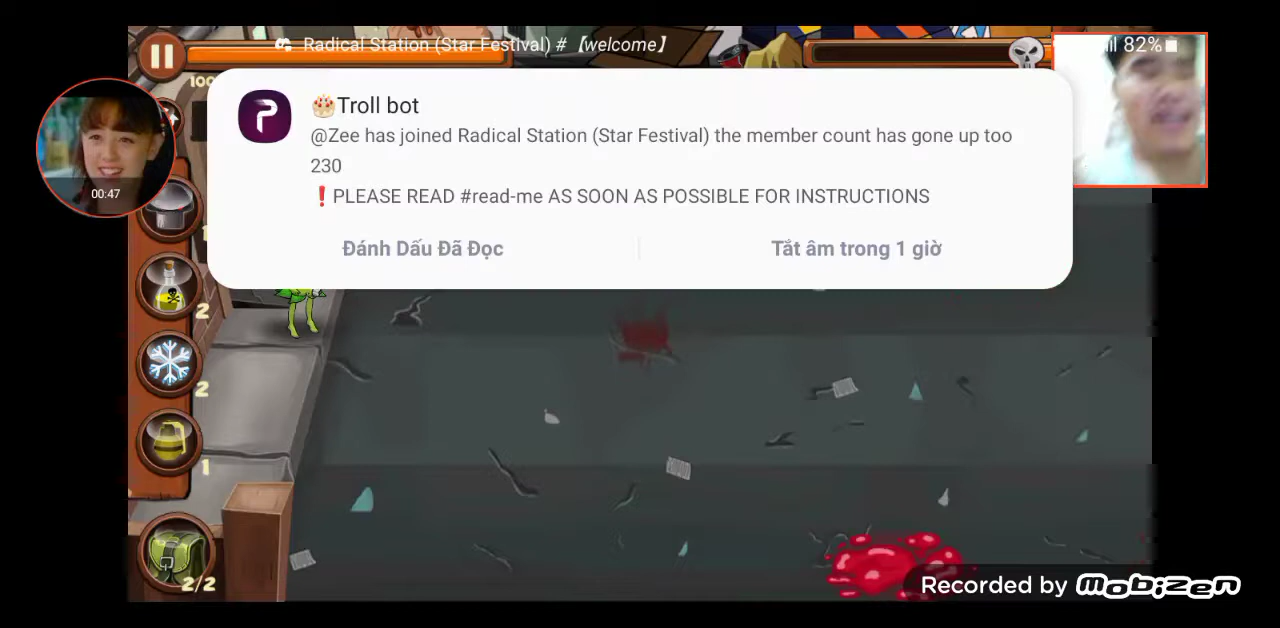 Radical Station (Star Festival) #【welcome】
82%
100
🎂Troll bot
@Zee has joined Radical Station (Star Festival) the member count has gone up too
230
❗PLEASE READ #read-me AS SOON AS POSSIBLE FOR INSTRUCTIONS
Đánh Dấu Đã Đọc
Tắt âm trong 1 giờ
00:47
1
2
2
1
2/2
Recorded by mobizen